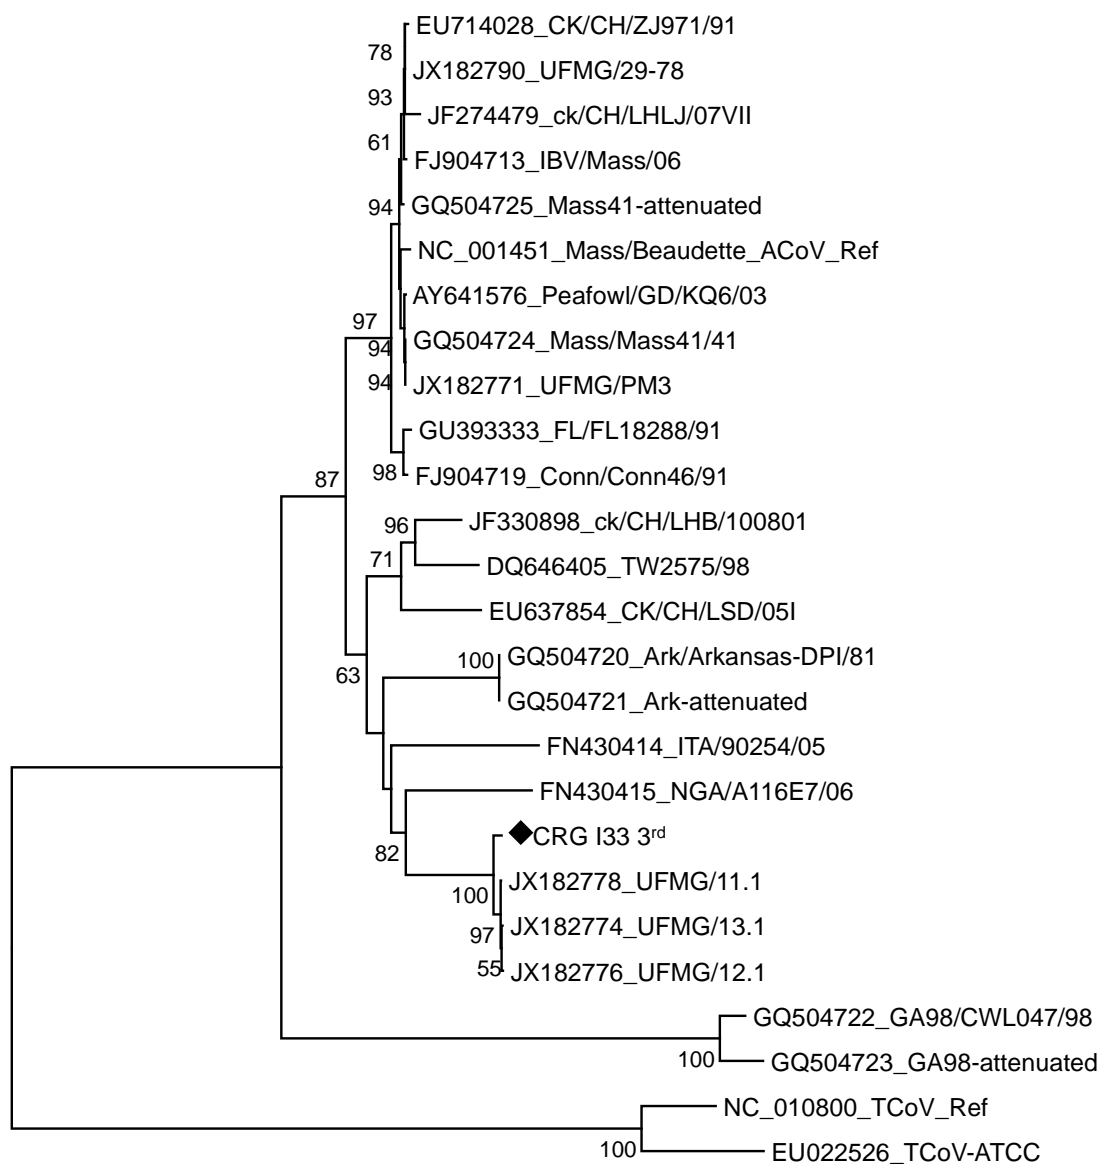 EU714028_CK/CH/ZJ971/91
78
JX182790_UFMG/29-78
93
JF274479_ck/CH/LHLJ/07VII
61
FJ904713_IBV/Mass/06
94
GQ504725_Mass41-attenuated
NC_001451_Mass/Beaudette_ACoV_Ref
AY641576_Peafowl/GD/KQ6/03
97
94
GQ504724_Mass/Mass41/41
94
JX182771_UFMG/PM3
GU393333_FL/FL18288/91
98
FJ904719_Conn/Conn46/91
87
JF330898_ck/CH/LHB/100801
96
DQ646405_TW2575/98
71
EU637854_CK/CH/LSD/05I
100
GQ504720_Ark/Arkansas-DPI/81
63
GQ504721_Ark-attenuated
FN430414_ITA/90254/05
FN430415_NGA/A116E7/06
◆CRG I33 3rd
82
JX182778_UFMG/11.1
100
JX182774_UFMG/13.1
97
JX182776_UFMG/12.1
55
GQ504722_GA98/CWL047/98
100
GQ504723_GA98-attenuated
NC_010800_TCoV_Ref
100
EU022526_TCoV-ATCC